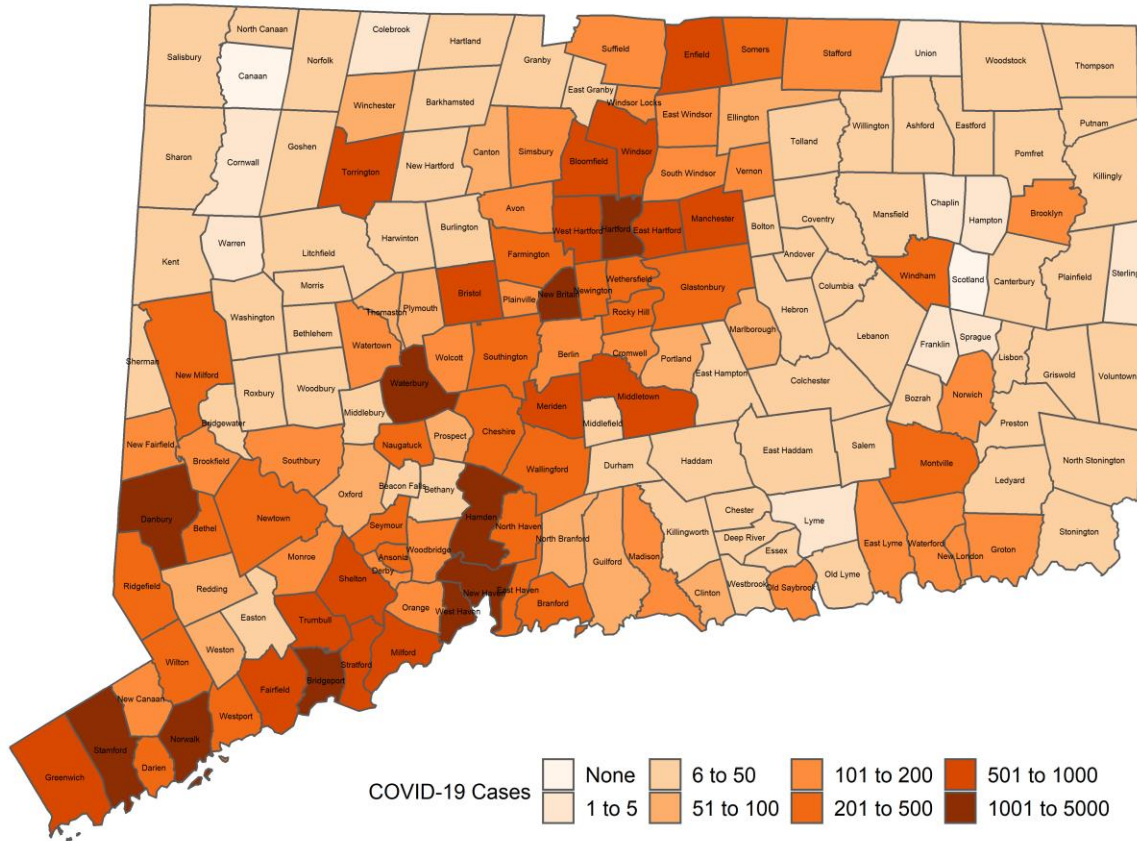 North Canaan
Colebrook
Hartland
Suffield
Enfield
Somers
Stafford
Union
Woodstock
Thompson
Salisbury
Canaan
Norfolk
Granby
East Granby
Winchester
Barkhamsted
Windsor Locks
East Windsor
Ellington
Willington
Ashford
Eastford
Putnam
Sharon
Cornwall
Goshen
Torrington
New Hartford
Canton
Simsbury
Bloomfield
Windsor
South Windsor
Vernon
Tolland
Pomfret
Killingly
Avon
Mansfield
Chaplin
Hampton
Brooklyn
Kent
Warren
Litchfield
Harwinton
Burlington
West Hartford
Hartford
East Hartford
Manchester
Bolton
Coventry
Andover
Farmington
Morris
Bristol
Plainville
New Britain
Newington
Wethersfield
Glastonbury
Rocky Hill
Columbia
Windham
Scotland
Canterbury
Plainfield
Sterling
Washington
Bethlehem
Thomaston
Plymouth
Hebron
Marlborough
Lebanon
Franklin
Sprague
Lisbon
Griswold
Voluntown
Sherman
New Milford
Watertown
Wolcott
Southington
Berlin
Cromwell
Portland
East Hampton
Colchester
Bozrah
Norwich
Preston
Roxbury
Woodbury
Waterbury
Middlebury
Meriden
Middletown
Middlefield
Bridgewater
New Fairfield
Brookfield
Southbury
Naugatuck
Prospect
Cheshire
Wallingford
Durham
Haddam
East Haddam
Salem
Montville
Ledyard
North Stonington
Stonington
Oxford
Beacon Falls
Bethany
Danbury
Bethel
Newtown
Seymour
Hamden
North Haven
North Branford
Guilford
Madison
Killingworth
Chester
Deep River
Essex
Lyme
East Lyme
Waterford
New London
Groton
Monroe
Ansonia
Derby
Woodbridge
Ridgefield
Redding
Shelton
Orange
West Haven
New Haven
East Haven
Branford
Clinton
Westbrook
Old Saybrook
Old Lyme
Easton
Trumbull
Stratford
Milford
Weston
Wilton
Fairfield
Bridgeport
New Canaan
Norwalk
Westport
Darien
Stamford
Greenwich
COVID-19 Cases
None
6 to 50
101 to 200
501 to 1000
1 to 5
51 to 100
201 to 500
1001 to 5000